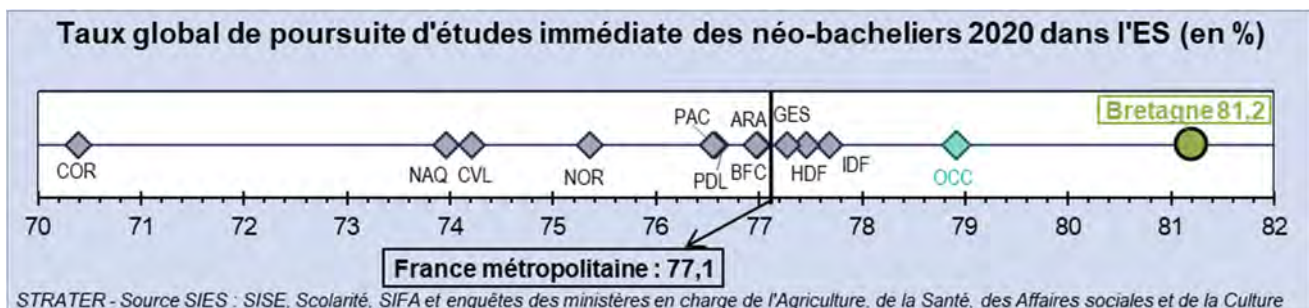 Taux global de poursuite d'études immédiate des néo-bacheliers 2020 dans l'ES (en %)
Bretagne 81,2
PAC ARA GES
COR NAQ CVL NOR PDL BFC HDF IDF OCC
70 71 72 73 74 75 76 77 78 79 80 81 82
France métropolitaine : 77,1
STRATER - Source SIES : SISE, Scolarité, SIFA et enquêtes des ministères en charge de l'Agriculture, de la Santé, des Affaires sociales et de la Culture